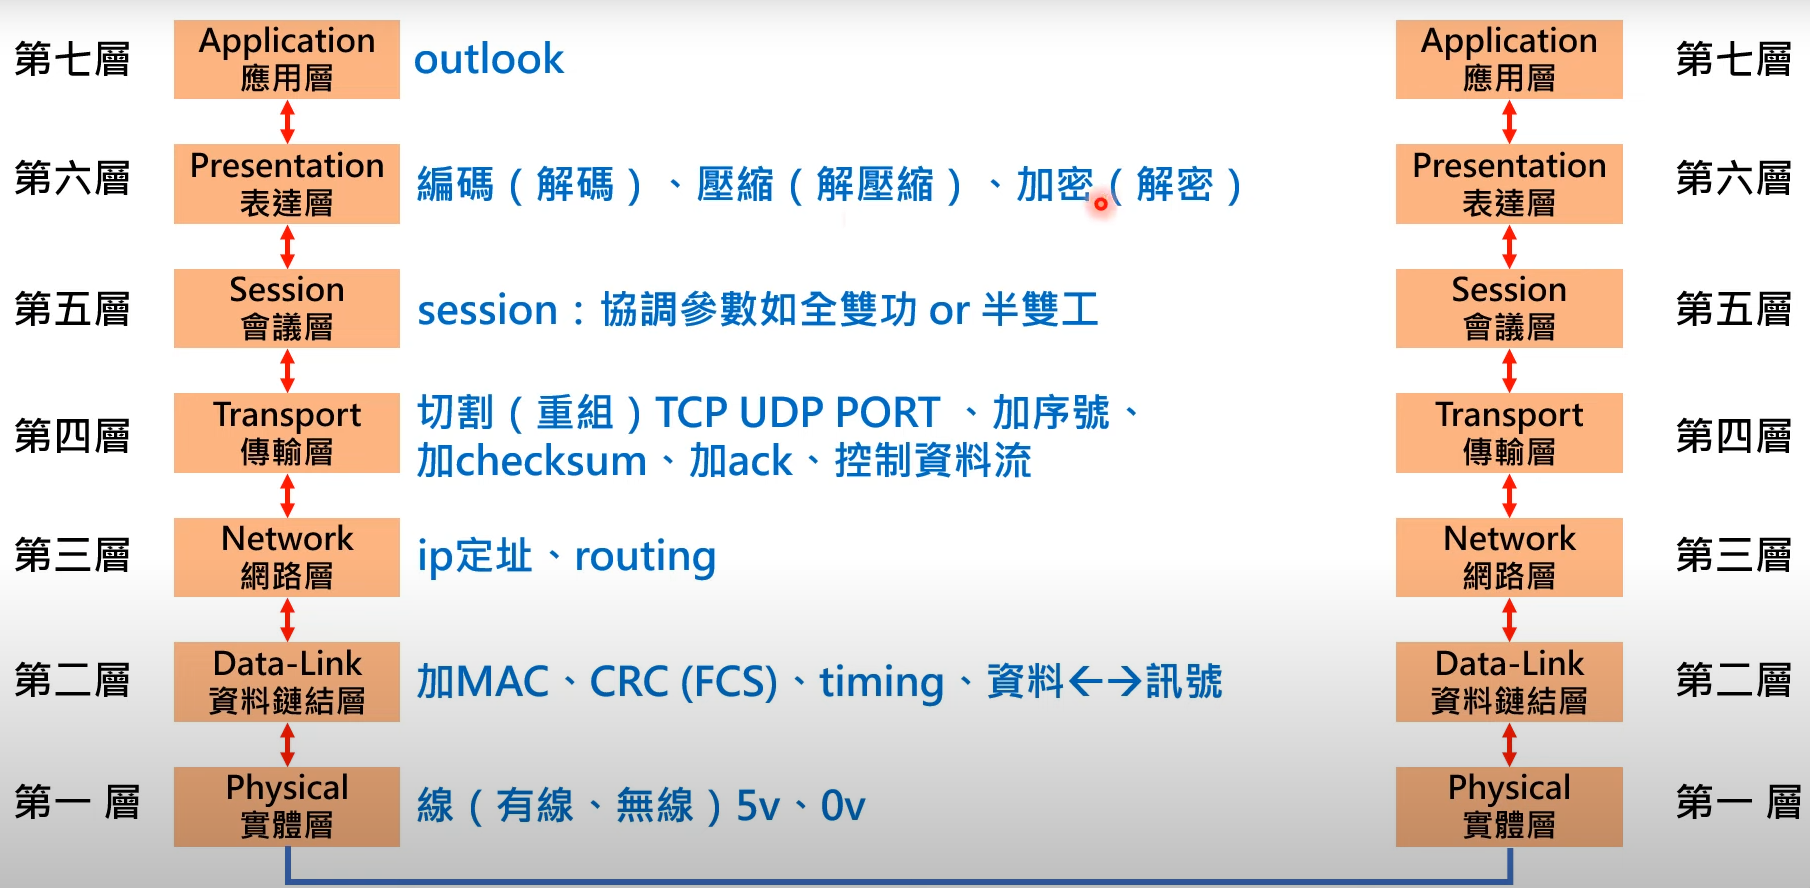 第七層
Application
應用層
outlook
Application
應用層
第七層
第六層
Presentation
表達層
編碼（解碼）、壓縮（解壓縮）、加密（解密）
Presentation
表達層
第六層
第五層
Session
會議層
session：協調參數如全雙功 or 半雙工
Session
會議層
第五層
第四層
Transport
傳輸層
切割（重組）TCP UDP PORT 、加序號、
加checksum、加ack、控制資料流
Transport
傳輸層
第四層
第三層
Network
網路層
ip定址、routing
Network
網路層
第三層
第二層
Data-Link
資料鏈結層
加MAC、CRC (FCS)、timing、資料←→訊號
Data-Link
資料鏈結層
第二層
第一 層
Physical
實體層
線（有線、無線）5v、0v
Physical
實體層
第一 層